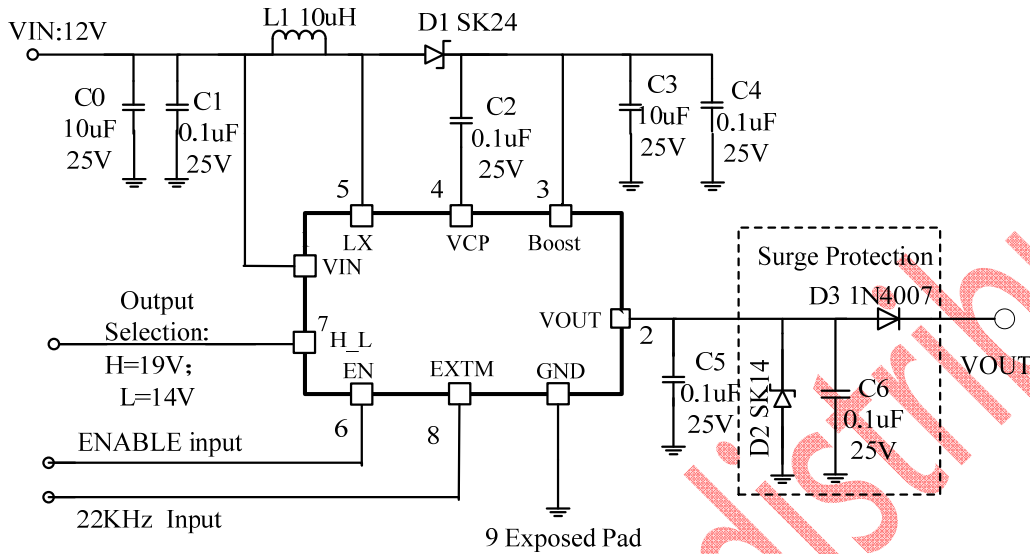 VIN:12V
L1 10uH
D1 SK24
C0
10uF
25V
C1
0.1uF
25V
C2
0.1uF
25V
C3
10uF
25V
C4
0.1uF
25V
5
4
3
LX
VCP
Boost
VIN
Output
Selection:
H=19V;
L=14V
7
H_L
EN
EXTM
GND
VOUT
2
6
8
ENABLE input
22KHz Input
9 Exposed Pad
Surge Protection
D3 1N4007
VOUT
C5
0.1uF
25V
D2 SK14
C6
0.1uF
25V
distribu